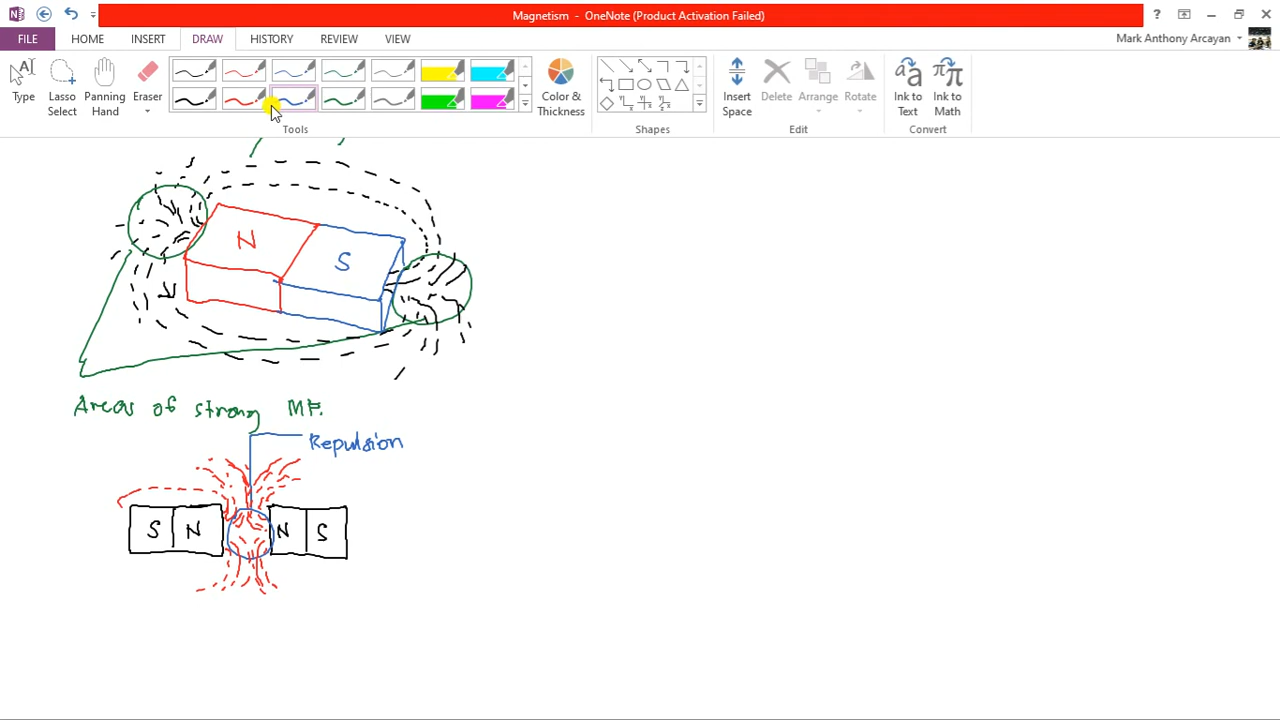 Magnetism - OneNote (Product Activation Failed)
?
FILE HOME INSERT DRAW HISTORY REVIEW VIEW
Mark Anthony Arcayan
Type
Lasso Select
Panning Hand
Eraser
Color & Thickness
Insert Space
Delete
Arrange
Rotate
Ink to Text
Ink to Math
Tools
Shapes
Edit
Convert
N
S
Areas of strong MF.
Repulsion
S N N S